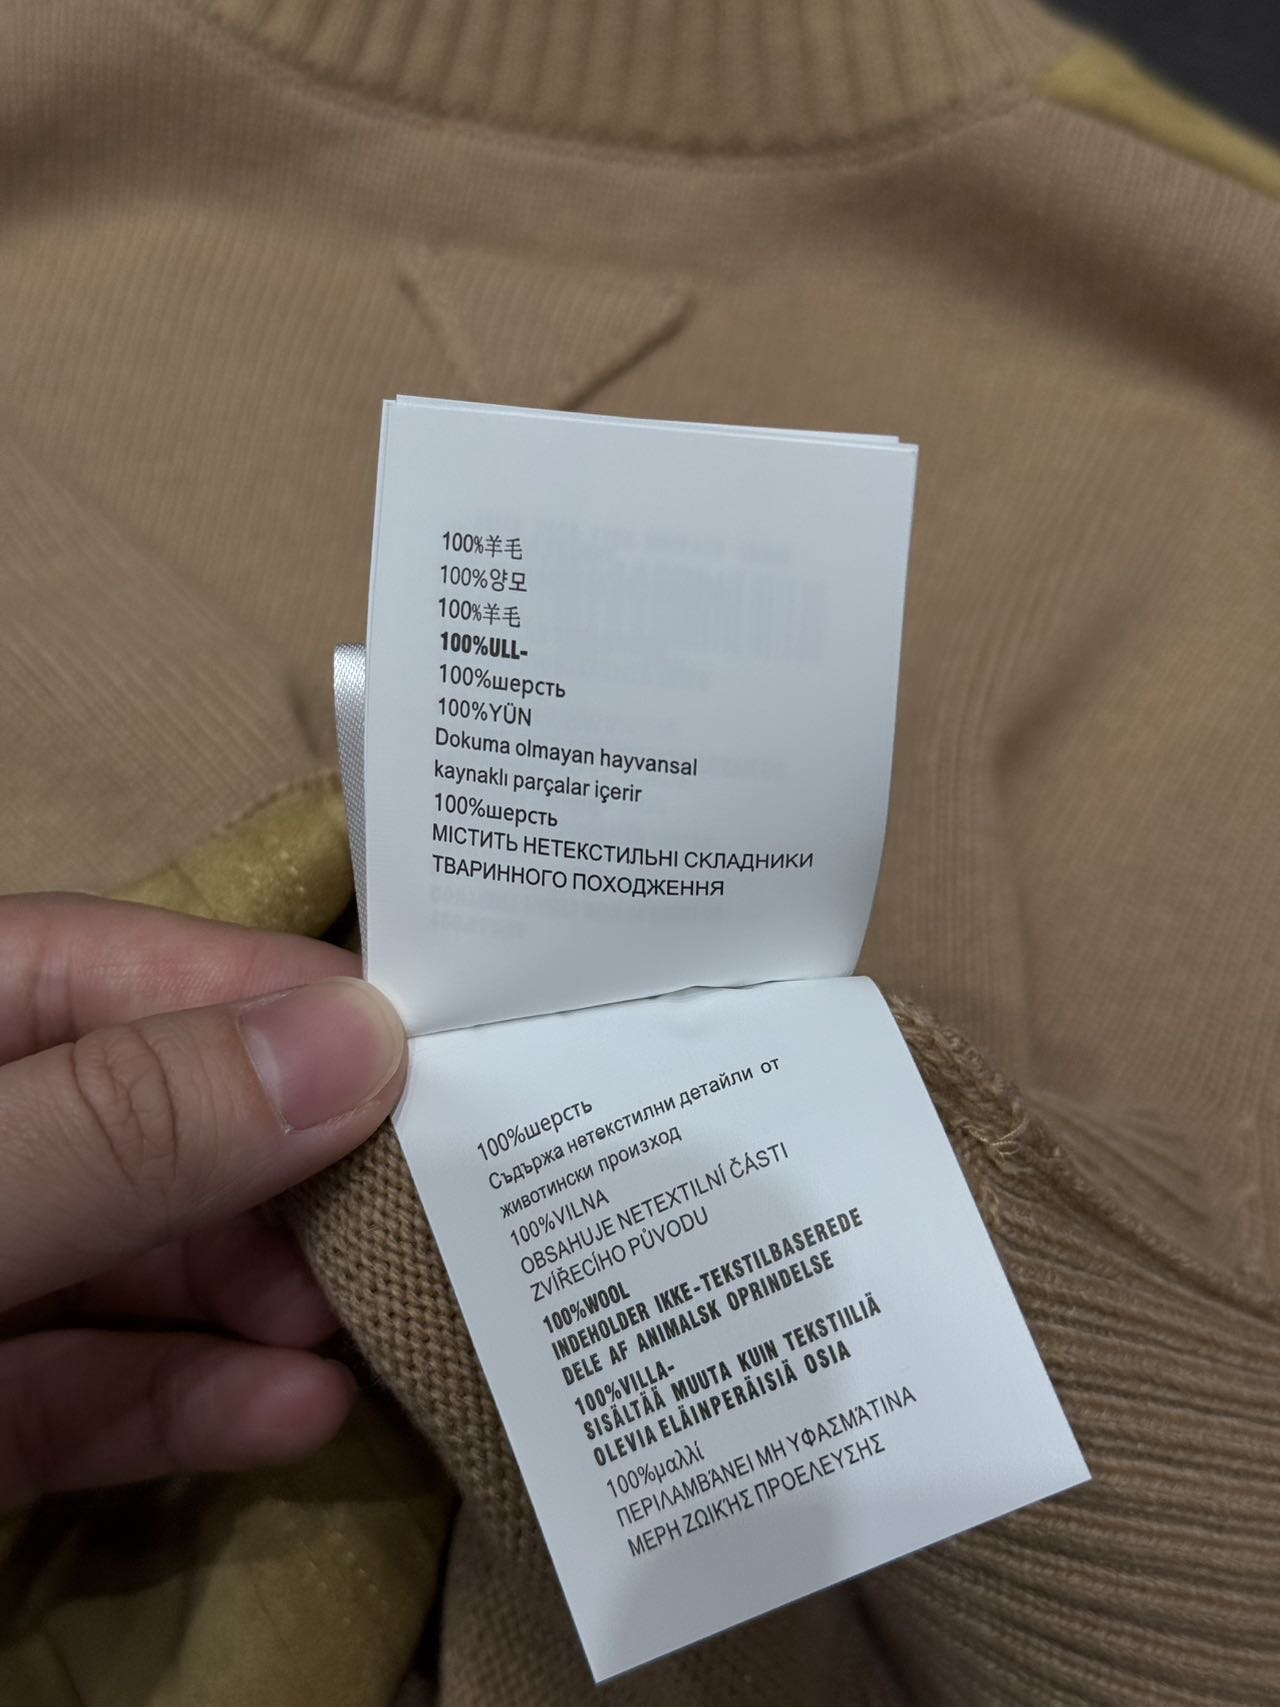 100%羊毛
100%양모
100%羊毛
100%ULL-
100%шерсть
100%YÜN
Dokuma olmayan hayvansal
kaynaklı parçalar içerir
100%шерсть
МІСТИТЬ НЕТЕКСТИЛЬНІ СКЛАДНИКИ
ТВАРИННОГО ПОХОДЖЕННЯ
100%шерсть
Съдържа нетекстилни детайли от
животински произход
100%VILNA
OBSAHUJE NETEXTILNÍ ČÁSTI
ZVÍŘECÍHO PŮVODU
100%WOOL
INDEHOLDER IKKE-TEKSTILBASEREDE
DELE AF ANIMALSK OPRINDELSE
100%VILLA-
SISÄLTÄÄ MUUTA KUIN TEKSTIILIÄ
OLEVIA ELÄINPERÄISIÄ OSIA
100%μαλλί
ΠΕΡΙΛΑΜΒΆΝΕΙ ΜΗ ΥΦΑΣΜΆΤΙΝΑ
ΜΕΡΗ ΖΩΙΚΉΣ ΠΡΟΕΛΕΥΣΗΣ